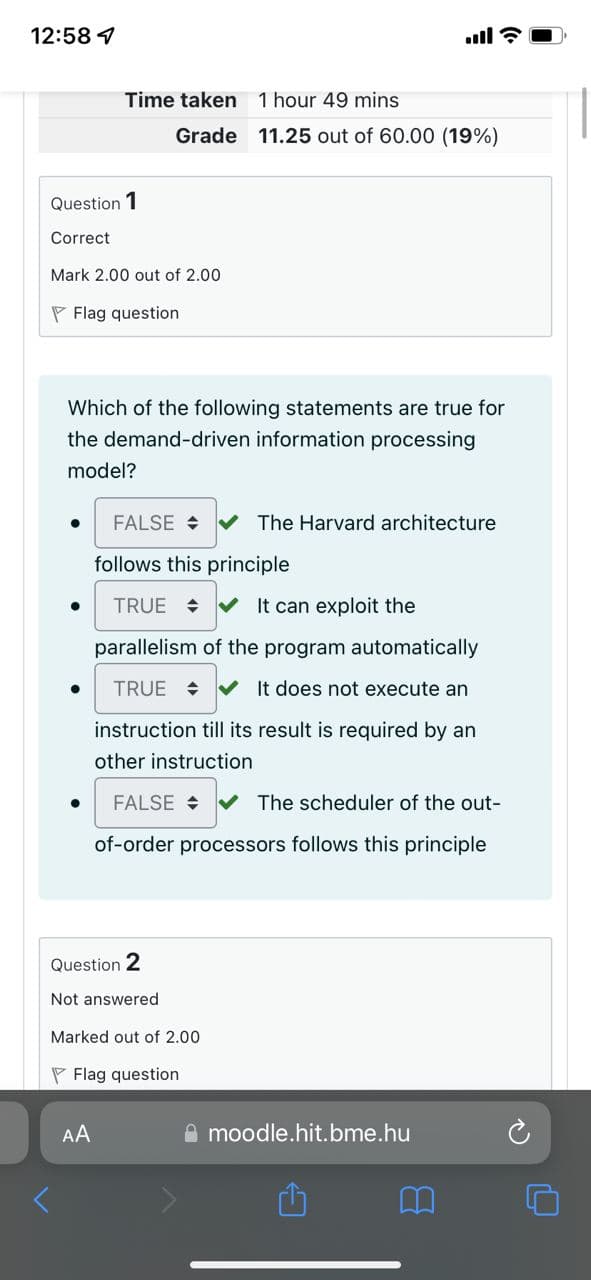 12:58
Time taken 1 hour 49 mins
Grade 11.25 out of 60.00 (19%)
Question 1
Correct
Mark 2.00 out of 2.00
Flag question
Which of the following statements are true for
the demand-driven information processing
model?
FALSE The Harvard architecture
follows this principle
TRUE It can exploit the
parallelism of the program automatically
TRUE It does not execute an
instruction till its result is required by an
other instruction
FALSE The scheduler of the out-
of-order processors follows this principle
Question 2
Not answered
Marked out of 2.00
Flag question
AA moodle.hit.bme.hu